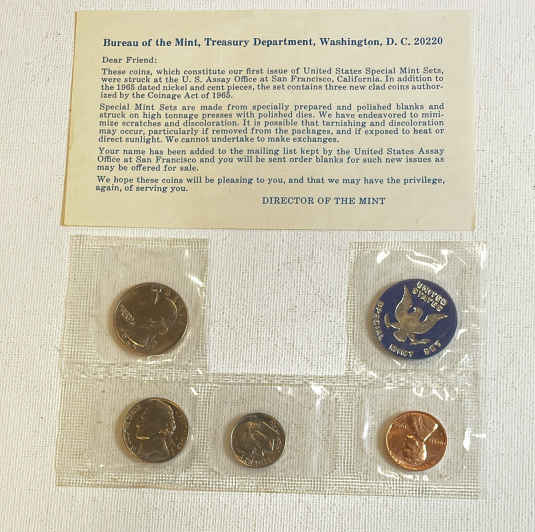 Bureau of the Mint, Treasury Department, Washington, D. C. 20220
Dear Friend:
These coins, which constitute our first issue of United States Special Mint Sets,
were struck at the U. S. Assay Office at San Francisco, California. In addition to
the 1965 dated nickel and cent pieces, the set contains three new clad coins author-
ized by the Coinage Act of 1965.
Special Mint Sets are made from specially prepared and polished blanks and
struck on high tonnage presses with polished dies. We have endeavored to mini-
mize scratches and discoloration. It is possible that tarnishing and discoloration
may occur, particularly if removed from the packages, and if exposed to heat or
direct sunlight. We cannot undertake to make exchanges.
Your name has been added to the mailing list kept by the United States Assay
Office at San Francisco and you will be sent order blanks for such new issues as
may be offered for sale.
We hope these coins will be pleasing to you, and that we may have the privilege,
again, of serving you.
DIRECTOR OF THE MINT
UNITED
STATES
SPECIAL MINT SET